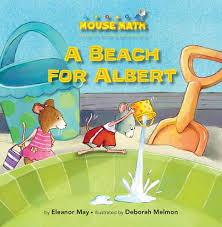 MOUSE MATH
A BEACH
FOR ALBERT
by Eleanor May • illustrated by Deborah Melmon